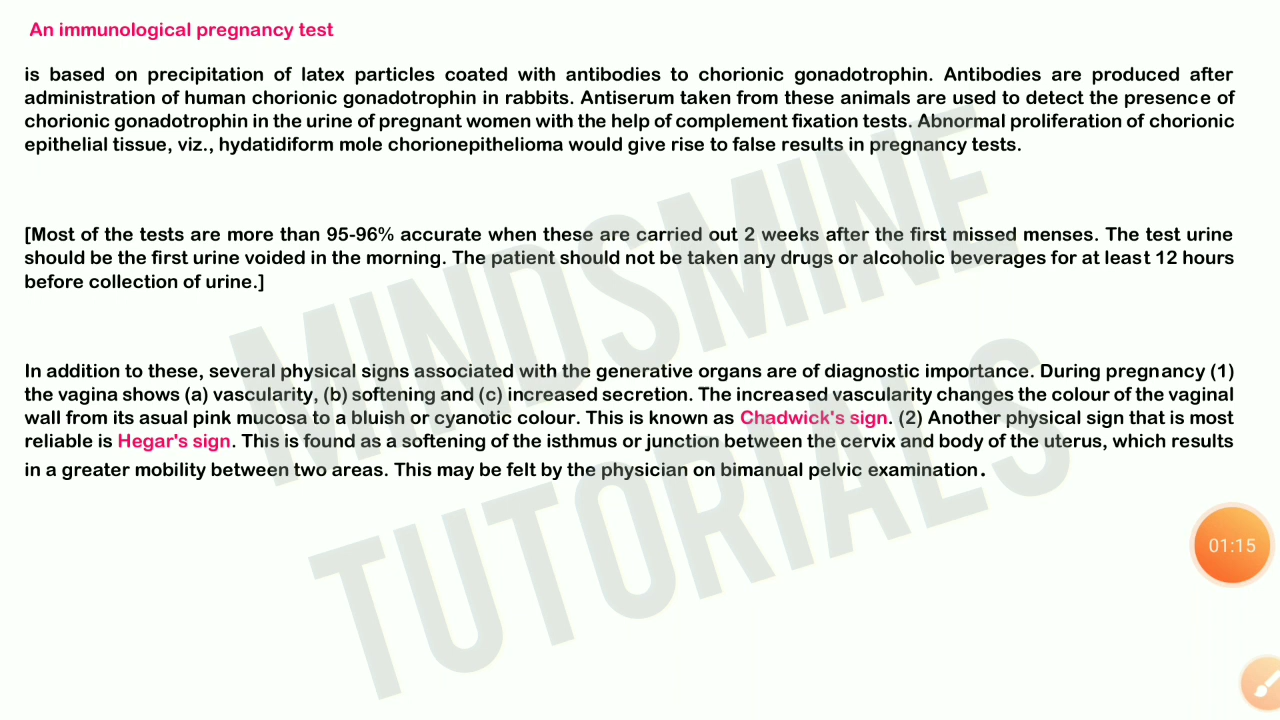 An immunological pregnancy test
is based on precipitation of latex particles coated with antibodies to chorionic gonadotrophin. Antibodies are produced after
administration of human chorionic gonadotrophin in rabbits. Antiserum taken from these animals are used to detect the presence of
chorionic gonadotrophin in the urine of pregnant women with the help of complement fixation tests. Abnormal proliferation of chorionic
epithelial tissue, viz., hydatidiform mole chorionepithelioma would give rise to false results in pregnancy tests.
[Most of the tests are more than 95-96% accurate when these are carried out 2 weeks after the first missed menses. The test urine
should be the first urine voided in the morning. The patient should not be taken any drugs or alcoholic beverages for at least 12 hours
before collection of urine.]
In addition to these, several physical signs associated with the generative organs are of diagnostic importance. During pregnancy (1)
the vagina shows (a) vascularity, (b) softening and (c) increased secretion. The increased vascularity changes the colour of the vaginal
wall from its asual pink mucosa to a bluish or cyanotic colour. This is known as Chadwick's sign. (2) Another physical sign that is most
reliable is Hegar's sign. This is found as a softening of the isthmus or junction between the cervix and body of the uterus, which results
in a greater mobility between two areas. This may be felt by the physician on bimanual pelvic examination.
MINDSMINE
TUTORIALS
01:15